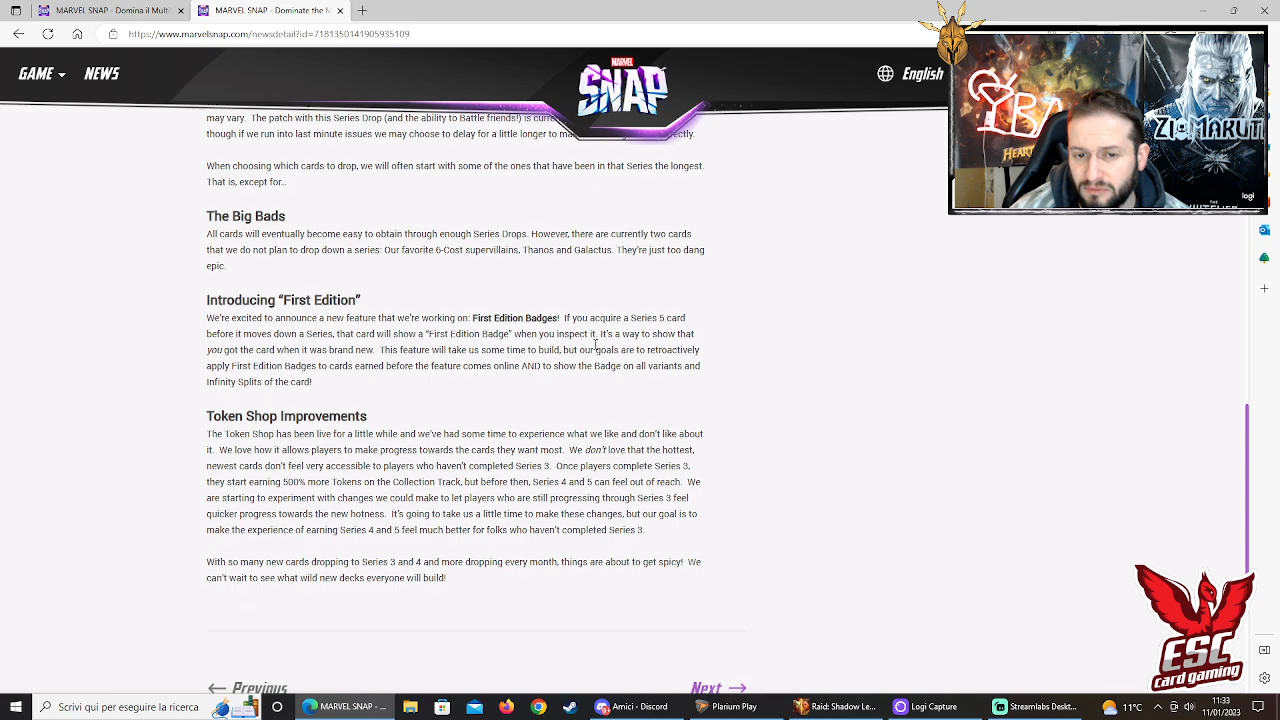 MARVEL SNAP - Domina il Multi
MARVEL SNAP - Dominate the M
https://www.marvelsnap.com/newsdetail?id=7181350141905935109
GAME
NEWS
MARVEL
SNAP
English
may vary. The patch with this Series Drop (and the ability to Battle friends!) is
though if we run into last minute issues we may choose to delay for a little longer to
When choosing which cards to drop, we will often start with some of the ones that have been in that Series the longest.
That is, except for...
The Big Bads
All cards will eventually become easy to obtain through enough Series Drops. However, there are currently two cards
that we do not plan to drop down a series: Our favorite 6-Cost supervillains, Thanos and Galactus. They're just too dang
epic.
Introducing “First Edition”
We're excited to announce a new feature that we're working on: First Edition Badges! If you acquire a Series 5 card
before it moves down a Series, that card will show a “First Edition Badge” when you inspect it. It's a way to show that
you got the card when it was brand new. This feature will take us some time to build, but our goals are to retroactively
apply First Edition Badges to cards earned before the feature comes online AND to show the Badge on all variants and
Infinity Splits of the card!
Token Shop Improvements
The Token Shop has been live for a little while and we've had some time to experience what we like and don't like about
it. We love how it allows players to make progress towards the cards they want most. We don't love that the hottest,
newest cards don't feel very accessible to players who haven't completed Series 3. Once players complete Series 3,
they start earning 500% more Tokens on the Collection Track, but before then, Series 4 and 5 can feel out of reach. We
are starting to experiment with changes we could make to let players who are still progressing through Series 3 feel
quicker progress towards the new hotness. It's going to take us a little time to make these changes, but our goal is to
make the experience of earning Series 4 and 5 feel much better for folks who haven't completed Series 3.
With so many new cards dropping to Series 3 and 4 and more dropping every month, things are about to get spicy! We
can't wait to see what wild new decks everyone will build!
Previous
Next
HEART
logi
THE
ESC
card gaming
Scrivi qui per eseguire la ricerca
MARVEL SNAP - ...
Amici - Discord
Planium Play
Raid: Shadow Le...
Logi Capture
Streamlabs Deskt...
11°C
11:33
11/01/2023